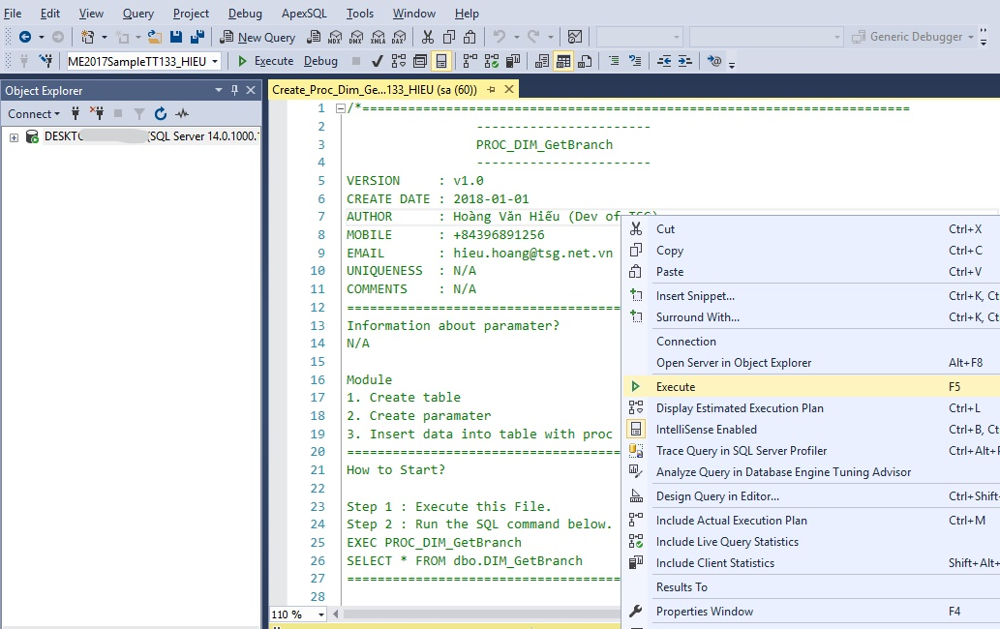 File Edit View Query Project Debug ApexSQL Tools Window Help
New Query MDX DMX XMLA DAX Generic Debugger
ME2017SampleTT133_HIEU Execute Debug
Object Explorer
Connect
DESKTO (SQL Server 14.0.1000.1
Create_Proc_Dim_Ge...133_HIEU (sa (60))
1 /*========================================================================
2 -----------------------
3 PROC_DIM_GetBranch
4 -----------------------
5 VERSION : v1.0
6 CREATE DATE : 2018-01-01
7 AUTHOR : Hoàng Văn Hiếu (Dev of TSG)
8 MOBILE : +84396891256
9 EMAIL : hieu.hoang@tsg.net.vn
10 UNIQUENESS : N/A
11 COMMENTS : N/A
12 ====================================
13 Information about paramater?
14 N/A
15
16 Module
17 1. Create table
18 2. Create paramater
19 3. Insert data into table with proc
20 ====================================
21 How to Start?
22
23 Step 1 : Execute this File.
24 Step 2 : Run the SQL command below.
25 EXEC PROC_DIM_GetBranch
26 SELECT * FROM dbo.DIM_GetBranch
27 ====================================
28
110 %
Cut Ctrl+X
Copy Ctrl+C
Paste Ctrl+V
Insert Snippet... Ctrl+K, Ct
Surround With... Ctrl+K, Ct
Connection
Open Server in Object Explorer Alt+F8
Execute F5
Display Estimated Execution Plan Ctrl+L
IntelliSense Enabled Ctrl+B, Ct
Trace Query in SQL Server Profiler Ctrl+Alt+P
Analyze Query in Database Engine Tuning Advisor
Design Query in Editor... Ctrl+Shift-
Include Actual Execution Plan Ctrl+M
Include Live Query Statistics
Include Client Statistics Shift+Alt+
Results To
Properties Window F4